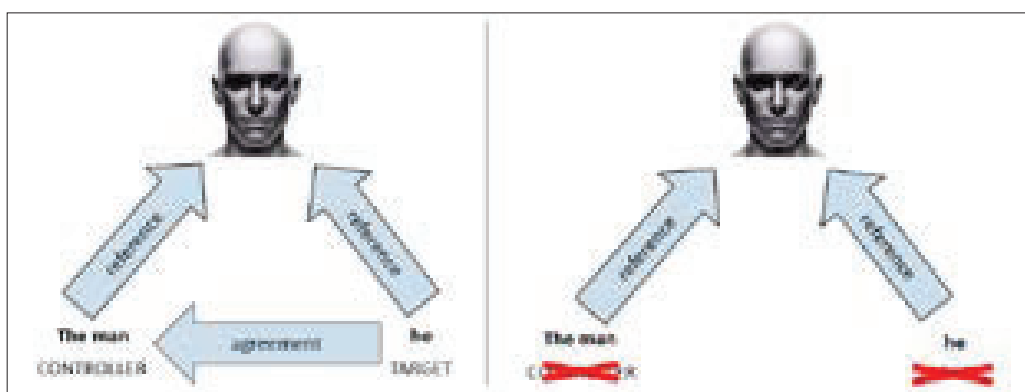 reference
reference
The man
he
agreement
CONTROLLER
TARGET
reference
reference
The man
he